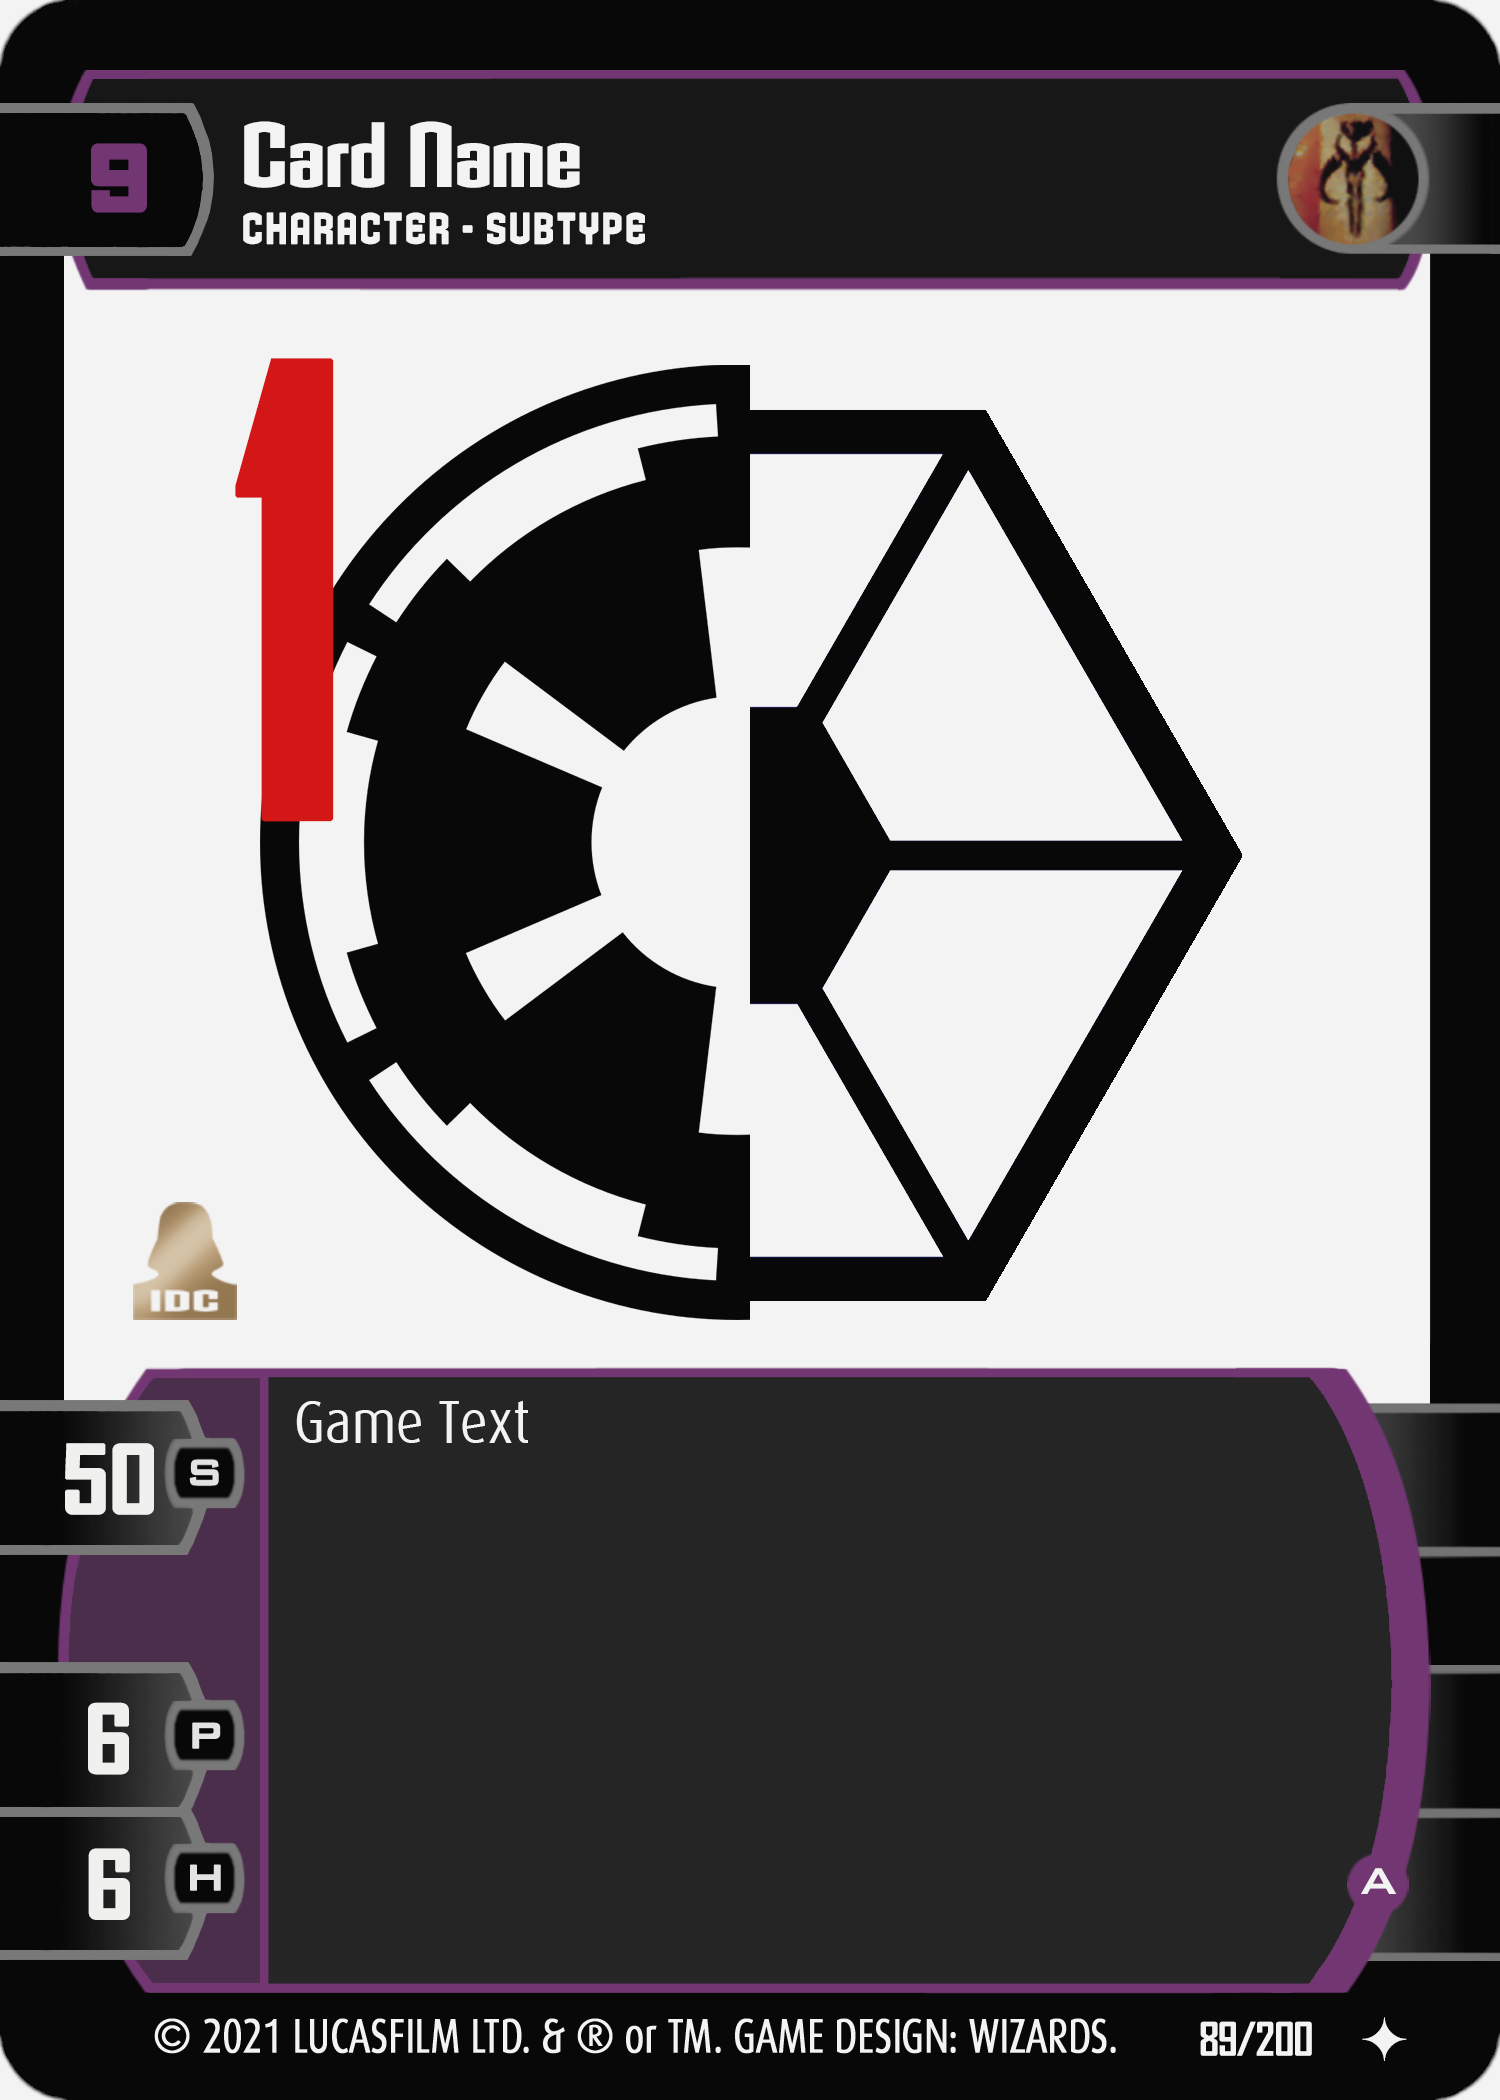 9
Card Name
CHARACTER - SUBTYPE
1
IDC
50 S
Game Text
6 P
6 H
A
© 2021 LUCASFILM LTD. & ® or TM. GAME DESIGN: WIZARDS.
89/200